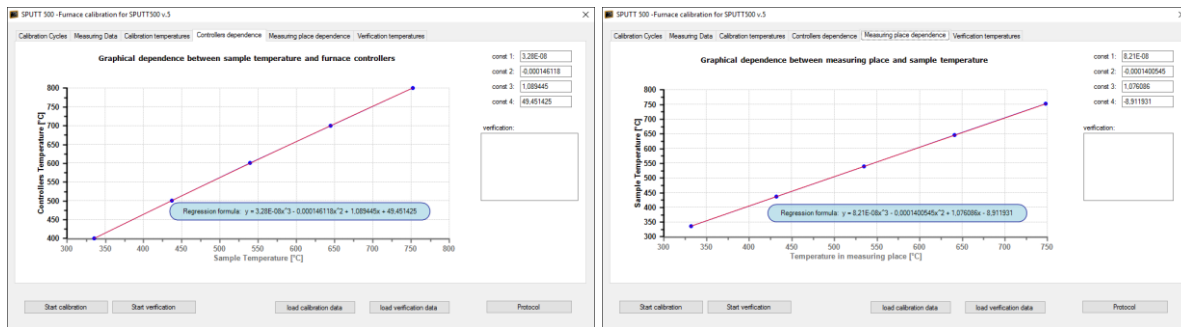 SPUTT 500 -Furnace calibration for SPUTT500 v.5
Calibration Cycles Measuring Data Calibration temperatures Controllers dependence Measuring place dependence Verification temperatures
Graphical dependence between sample temperature and furnace controllers
const 1: 3,28E-08
const 2: -0,000146118
const 3: 1,089445
const 4: 49,451425
verification:
Controllers Temperature [°C]
800
750
700
650
600
550
500
450
400
Regression formula: y = 3,28E-08x^3 - 0,000146118x^2 + 1,089445x + 49,451425
300 350 400 450 500 550 600 650 700 750 800
Sample Temperature [°C]
Start calibration Start verification load calibration data load verification data Protocol
SPUTT 500 -Furnace calibration for SPUTT500 v.5
Calibration Cycles Measuring Data Calibration temperatures Controllers dependence Measuring place dependence Verification temperatures
Graphical dependence between measuring place and sample temperature
const 1: 8,21E-08
const 2: -0,0001400545
const 3: 1,076086
const 4: -8,911931
verification:
Sample Temperature [°C]
800
750
700
650
600
550
500
450
400
350
300
Regression formula: y = 8,21E-08x^3 - 0,0001400545x^2 + 1,076086x - 8,911931
300 350 400 450 500 550 600 650 700 750
Temperature in measuring place [°C]
Start calibration Start verification load calibration data load verification data Protocol